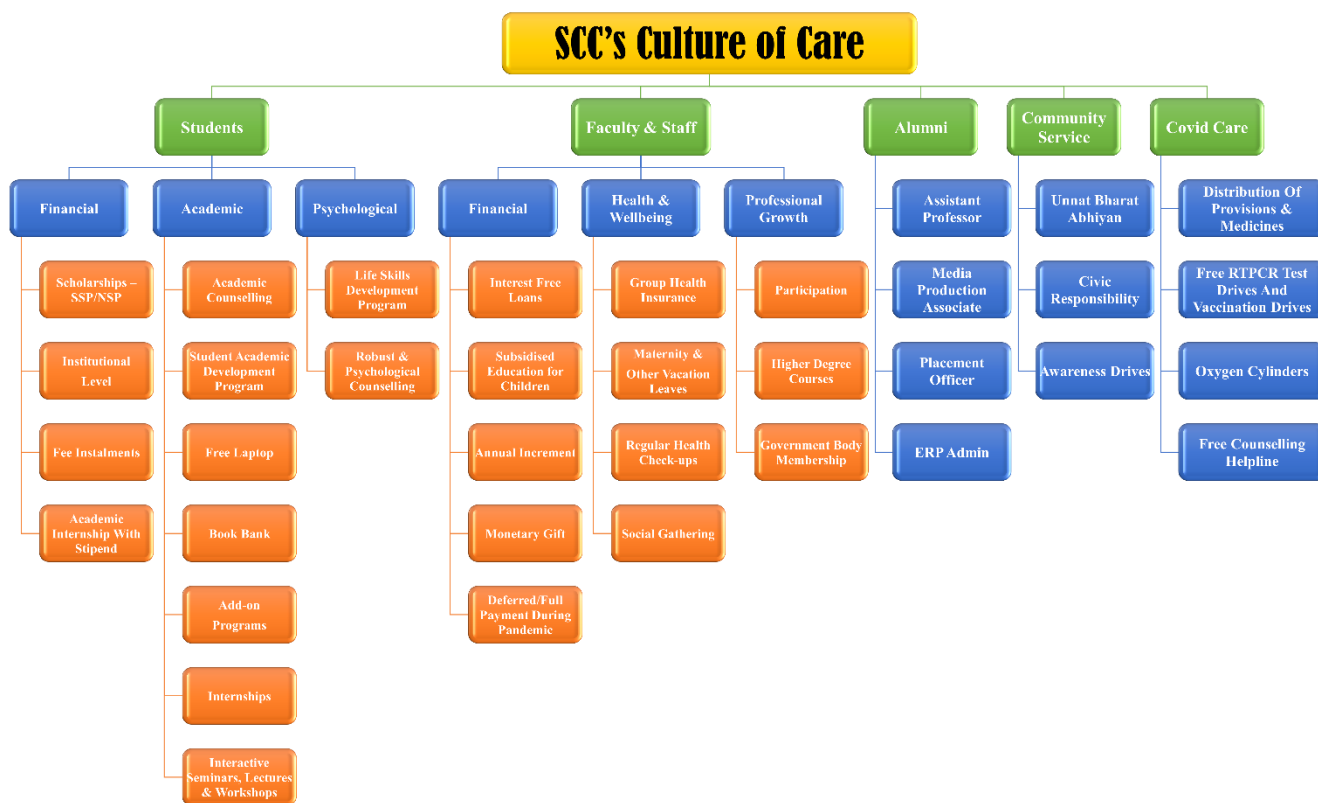 SCC's Culture of Care
Students
Faculty & Staff
Alumni
Community
Service
Covid Care
Financial
Academic
Psychological
Financial
Health &
Wellbeing
Professional
Growth
Assistant
Professor
Unnat Bharat
Abhiyan
Distribution Of
Provisions &
Medicines
Scholarships –
SSP/NSP
Academic
Counselling
Life Skills
Development
Program
Interest Free
Loans
Group Health
Insurance
Participation
Media
Production
Associate
Civic
Responsibility
Free RTPCR Test
Drives And
Vaccination Drives
Institutional
Level
Student Academic
Development
Program
Robust &
Psychological
Counselling
Subsidised
Education for
Children
Maternity &
Other Vacation
Leaves
Higher Degree
Courses
Placement
Officer
Awareness Drives
Oxygen Cylinders
Fee Instalments
Free Laptop
Annual Increment
Regular Health
Check-ups
Government Body
Membership
ERP Admin
Free Counselling
Helpline
Academic
Internship With
Stipend
Book Bank
Monetary Gift
Social Gathering
Add-on
Programs
Deferred/Full
Payment During
Pandemic
Internships
Interactive
Seminars, Lectures
& Workshops